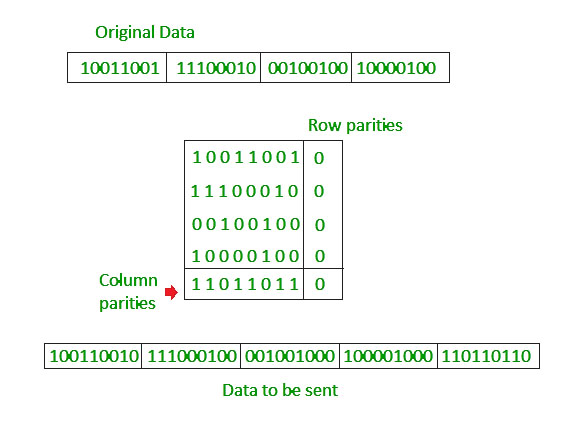 Original Data
10011001 11100010 00100100 10000100
Row parities
1 0 0 1 1 0 0 1 0
1 1 1 0 0 0 1 0 0
0 0 1 0 0 1 0 0 0
1 0 0 0 0 1 0 0 0
Column
parities
1 1 0 1 1 0 1 1 0
100110010 111000100 001001000 100001000 110110110
Data to be sent